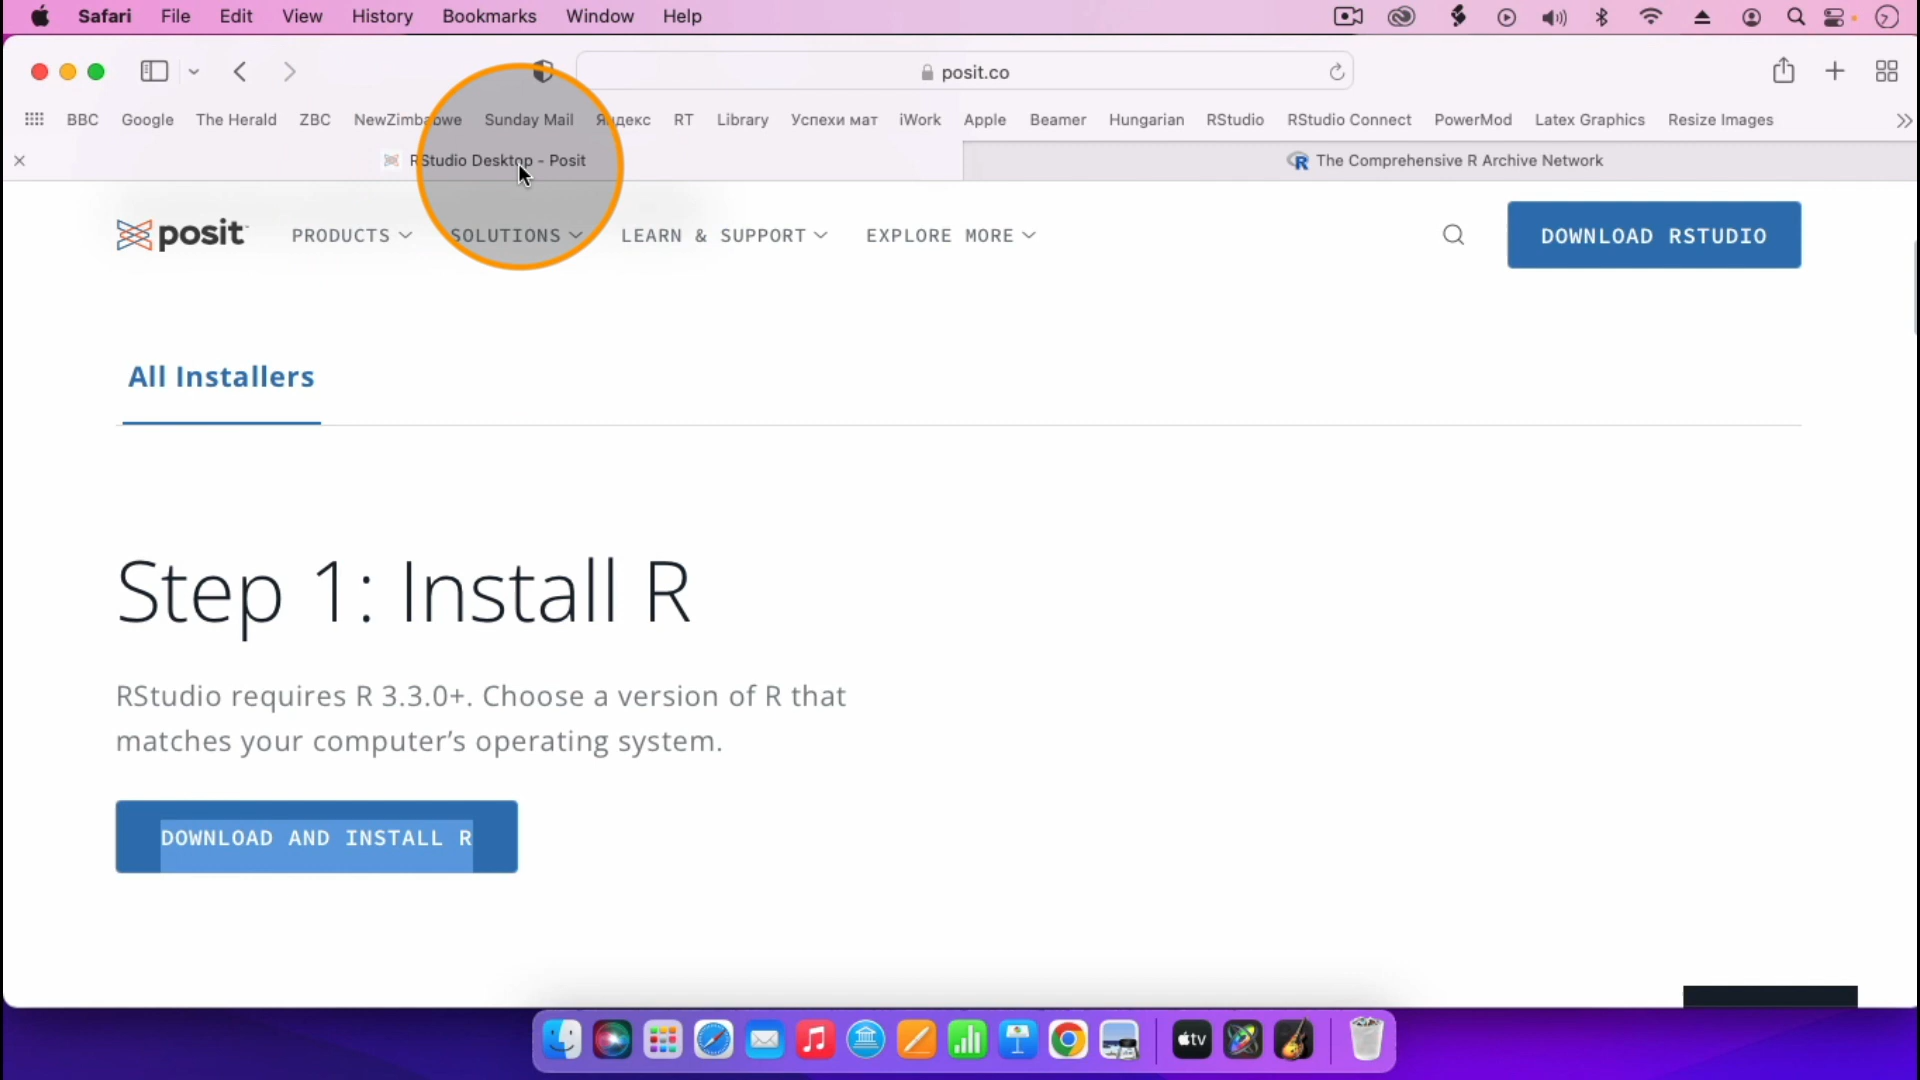 Safari File Edit View History Bookmarks Window Help
posit.co
BBC Google The Herald ZBC NewZimbabwe Sunday Mail Яндекс RT Library Успехи мат iWork Apple Beamer Hungarian RStudio RStudio Connect PowerMod Latex Graphics Resize Images
RStudio Desktop - Posit The Comprehensive R Archive Network
posit PRODUCTS SOLUTIONS LEARN & SUPPORT EXPLORE MORE DOWNLOAD RSTUDIO
All Installers
Step 1: Install R
RStudio requires R 3.3.0+. Choose a version of R that
matches your computer’s operating system.
DOWNLOAD AND INSTALL R
tv